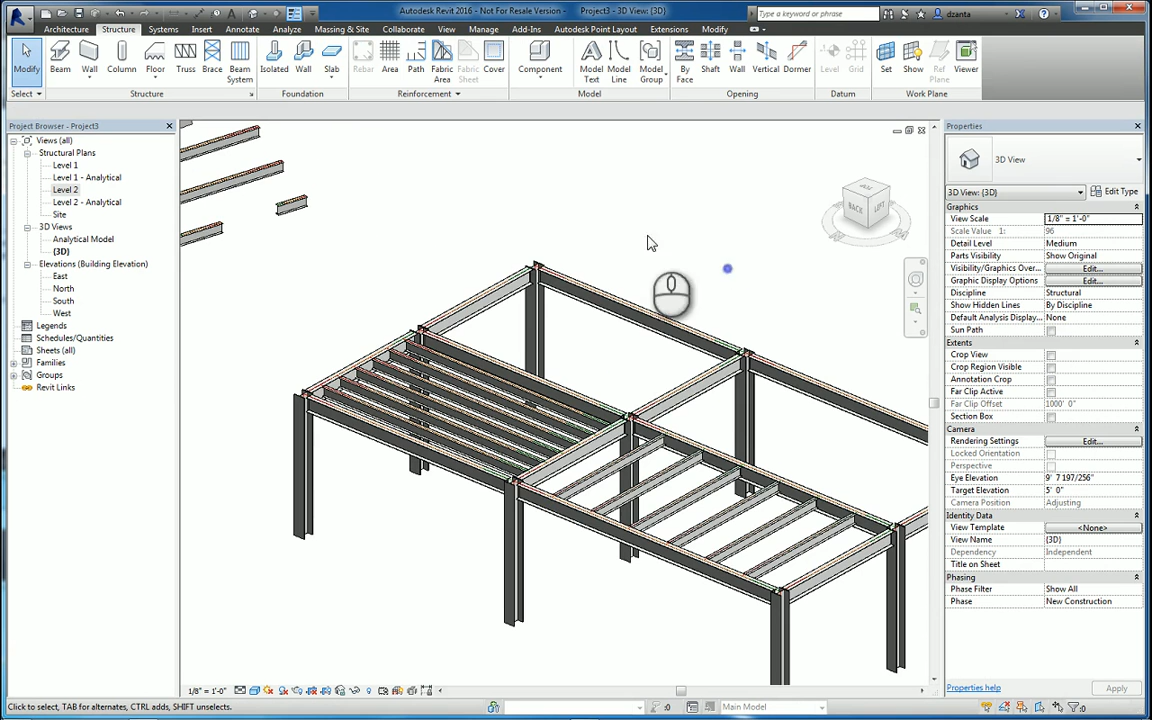 Autodesk Revit 2016 - Not For Resale Version -
Project3 - 3D View: {3D}
Type a keyword or phrase
dzanta
Architecture
Structure
Systems
Insert
Annotate
Analyze
Massing & Site
Collaborate
View
Manage
Add-Ins
Autodesk Point Layout
Extensions
Modify
Modify
Beam
Wall
Column
Floor
Truss
Brace
Beam
System
Isolated
Wall
Slab
Rebar
Area
Path
Fabric
Area
Fabric
Sheet
Cover
Component
Model
Text
Model
Line
Model
Group
By
Face
Shaft
Wall
Vertical
Dormer
Level
Grid
Set
Show
Ref
Plane
Viewer
Select
Structure
Foundation
Reinforcement
Model
Opening
Datum
Work Plane
Project Browser - Project3
Views (all)
Structural Plans
Level 1
Level 1 - Analytical
Level 2
Level 2 - Analytical
Site
3D Views
Analytical Model
{3D}
Elevations (Building Elevation)
East
North
South
West
Legends
Schedules/Quantities
Sheets (all)
Families
Groups
Revit Links
BACK
LEFT
Properties
3D View
3D View: {3D}
Edit Type
Graphics
View Scale 1/8" = 1'-0"
Scale Value 1: 96
Detail Level Medium
Parts Visibility Show Original
Visibility/Graphics Over... Edit...
Graphic Display Options Edit...
Discipline Structural
Show Hidden Lines By Discipline
Default Analysis Display... None
Sun Path
Extents
Crop View
Crop Region Visible
Annotation Crop
Far Clip Active
Far Clip Offset 1000' 0"
Section Box
Camera
Rendering Settings Edit...
Locked Orientation
Perspective
Eye Elevation 9' 7 197/256"
Target Elevation 5' 0"
Camera Position Adjusting
Identity Data
View Template <None>
View Name {3D}
Dependency Independent
Title on Sheet
Phasing
Phase Filter Show All
Phase New Construction
Properties help
Apply
1/8" = 1'-0"
Click to select, TAB for alternates, CTRL adds, SHIFT unselects.
:0
Main Model
:0